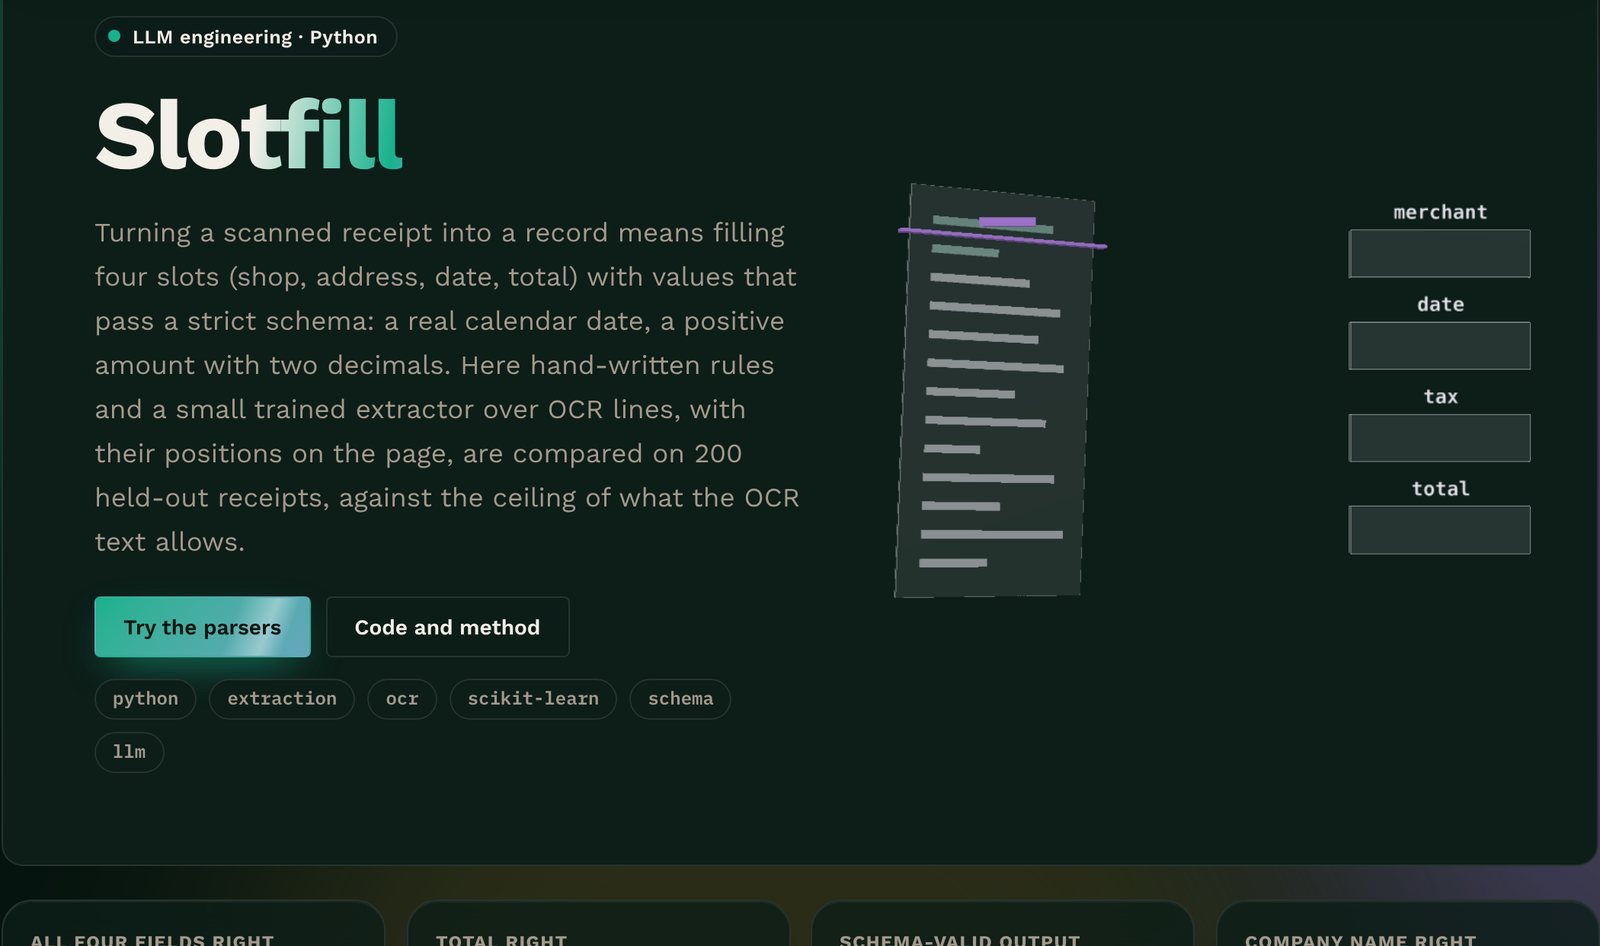 LLM engineering · Python
Slotfill
Turning a scanned receipt into a record means filling
four slots (shop, address, date, total) with values that
pass a strict schema: a real calendar date, a positive
amount with two decimals. Here hand-written rules
and a small trained extractor over OCR lines, with
their positions on the page, are compared on 200
held-out receipts, against the ceiling of what the OCR
text allows.
Try the parsers
Code and method
python
extraction
ocr
scikit-learn
schema
llm
merchant
date
tax
total
ALL FOUR FIELDS RIGHT
TOTAL RIGHT
SCHEMA-VALID OUTPUT
COMPANY NAME RIGHT